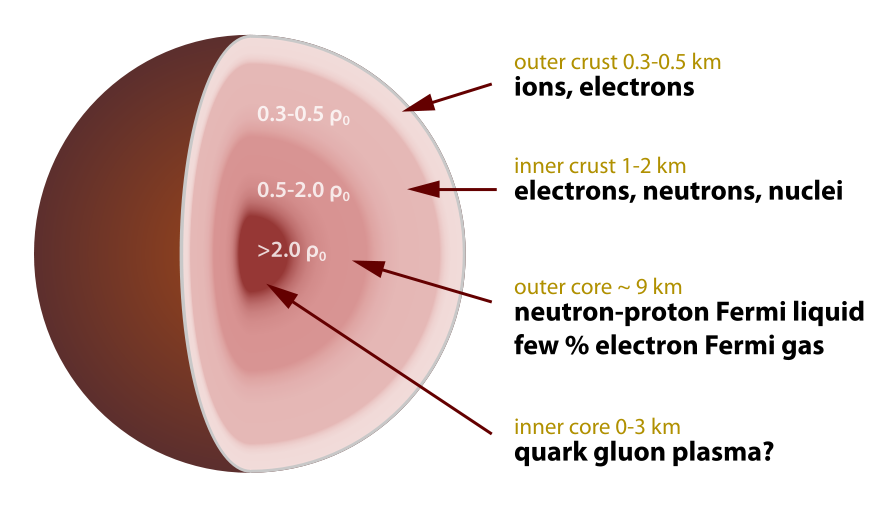 outer crust 0.3-0.5 km
ions, electrons
0.3-0.5 ρ₀
inner crust 1-2 km
electrons, neutrons, nuclei
0.5-2.0 ρ₀
>2.0 ρ₀
outer core ~ 9 km
neutron-proton Fermi liquid
few % electron Fermi gas
inner core 0-3 km
quark gluon plasma?